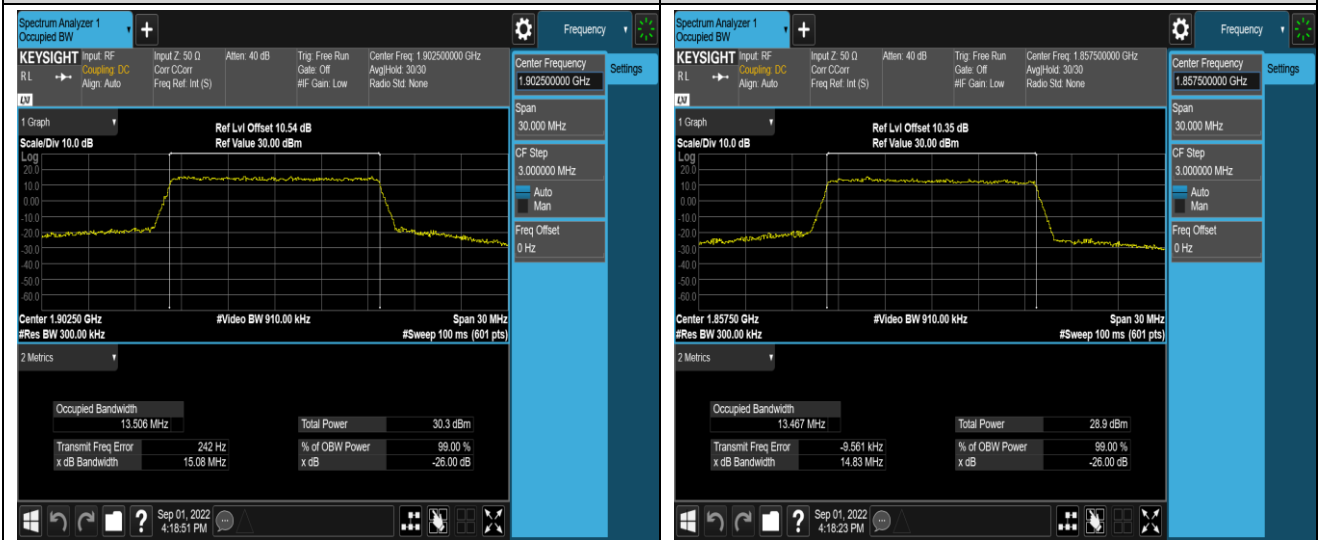 Spectrum Analyzer 1
Occupied BW
Frequency
KEYSIGHT
RL
LXI
Input: RF
Coupling: DC
Align: Auto
Input Z: 50 Ω
Corr CCorr
Freq Ref: Int (S)
Atten: 40 dB
Trig: Free Run
Gate: Off
#IF Gain: Low
Center Freq: 1.902500000 GHz
Avg|Hold: 30/30
Radio Std: None
Center Frequency
1.902500000 GHz
Settings
Span
30.000 MHz
CF Step
3.000000 MHz
Auto
Man
Freq Offset
0 Hz
1 Graph
Ref Lvl Offset 10.54 dB
Scale/Div 10.0 dB
Ref Value 30.00 dBm
Log
20.0
10.0
0.00
-10.0
-20.0
-30.0
-40.0
-50.0
-60.0
Center 1.90250 GHz
#Video BW 910.00 kHz
Span 30 MHz
#Res BW 300.00 kHz
#Sweep 100 ms (601 pts)
2 Metrics
Occupied Bandwidth
13.506 MHz
Total Power 30.3 dBm
Transmit Freq Error 242 Hz
% of OBW Power 99.00 %
x dB Bandwidth 15.08 MHz
x dB -26.00 dB
?
Sep 01, 2022
4:18:51 PM
Spectrum Analyzer 1
Occupied BW
Frequency
KEYSIGHT
RL
LXI
Input: RF
Coupling: DC
Align: Auto
Input Z: 50 Ω
Corr CCorr
Freq Ref: Int (S)
Atten: 40 dB
Trig: Free Run
Gate: Off
#IF Gain: Low
Center Freq: 1.857500000 GHz
Avg|Hold: 30/30
Radio Std: None
Center Frequency
1.857500000 GHz
Settings
Span
30.000 MHz
CF Step
3.000000 MHz
Auto
Man
Freq Offset
0 Hz
1 Graph
Ref Lvl Offset 10.35 dB
Scale/Div 10.0 dB
Ref Value 30.00 dBm
Log
20.0
10.0
0.00
-10.0
-20.0
-30.0
-40.0
-50.0
-60.0
Center 1.85750 GHz
#Video BW 910.00 kHz
Span 30 MHz
#Res BW 300.00 kHz
#Sweep 100 ms (601 pts)
2 Metrics
Occupied Bandwidth
13.467 MHz
Total Power 28.9 dBm
Transmit Freq Error -9.561 kHz
% of OBW Power 99.00 %
x dB Bandwidth 14.83 MHz
x dB -26.00 dB
?
Sep 01, 2022
4:18:23 PM